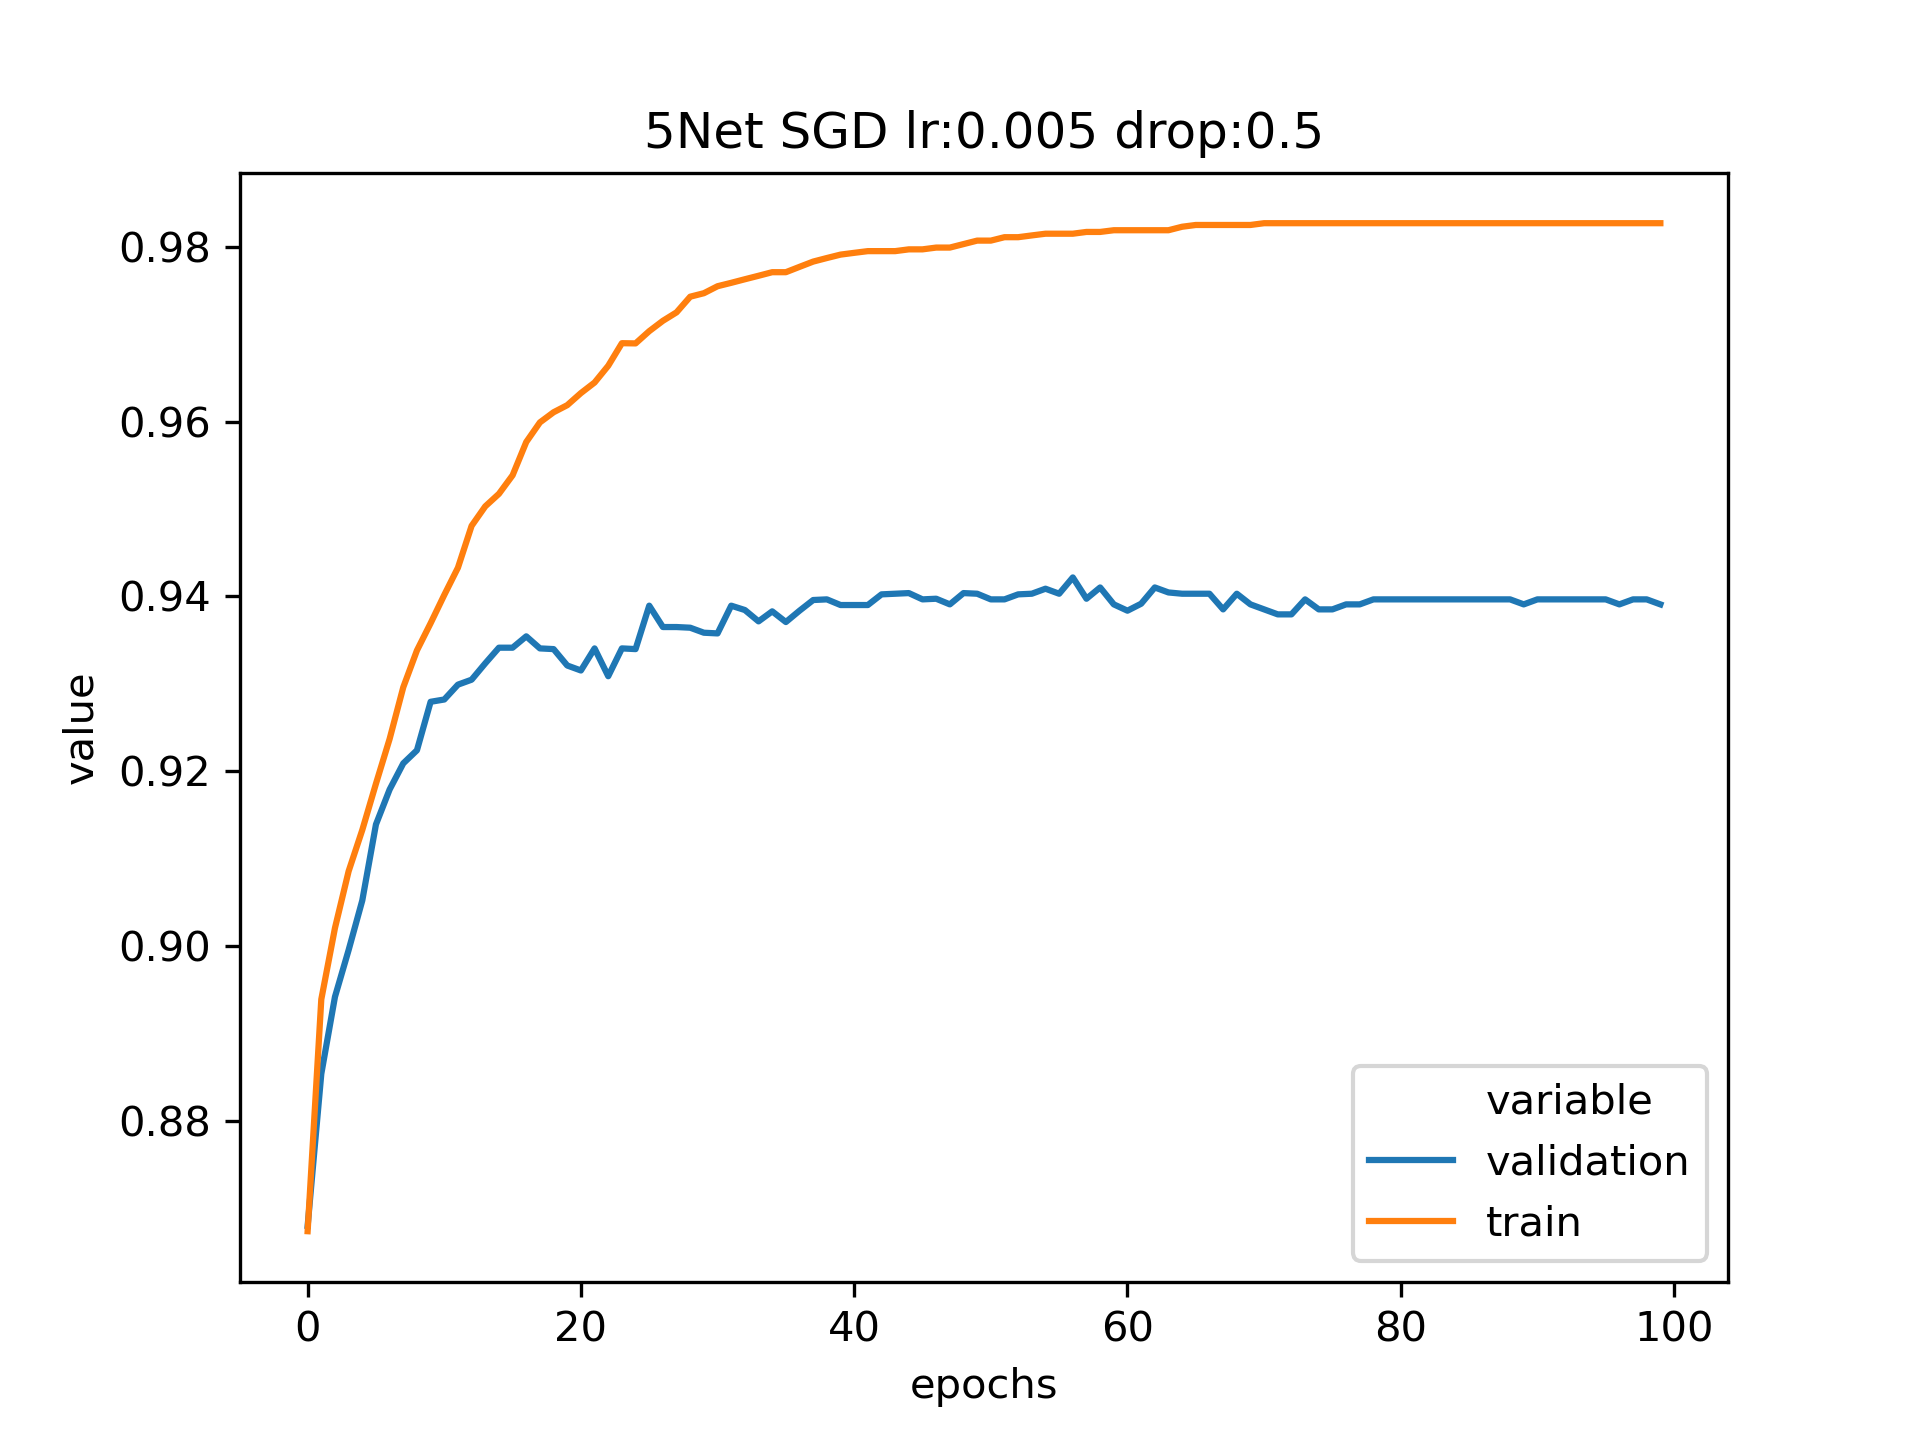 5Net SGD lr:0.005 drop:0.5
value
0.98
0.96
0.94
0.92
0.90
0.88
variable
validation
train
0 20 40 60 80 100
epochs